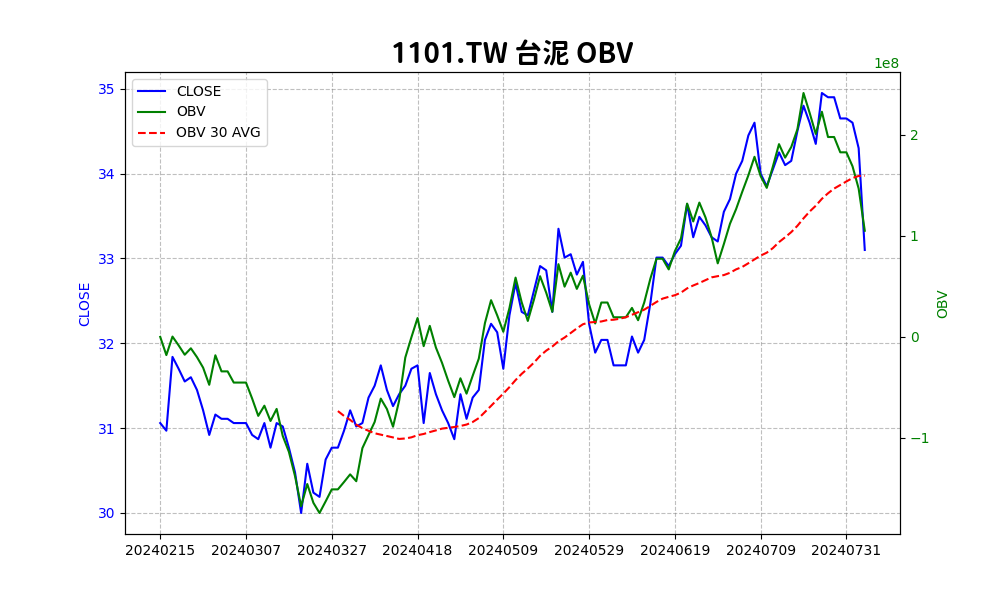 1101.TW 台泥 OBV
1e8
CLOSE
OBV
OBV 30 AVG
35
34
33
32
31
30
CLOSE
2
1
0
−1
OBV
20240215
20240307
20240327
20240418
20240509
20240529
20240619
20240709
20240731